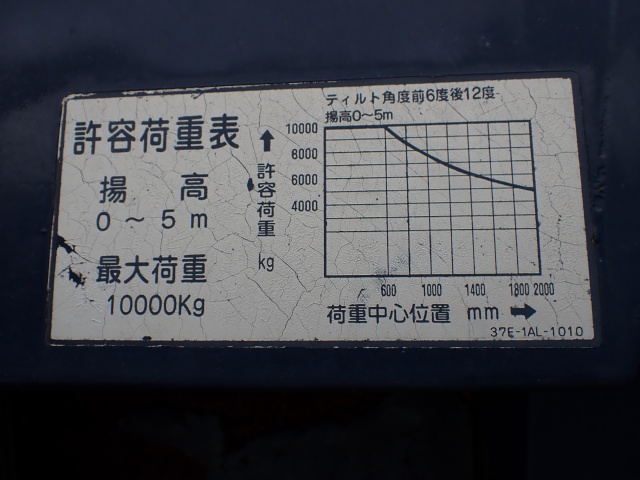 許容荷重表
揚 高
0～5m
最大荷重
10000Kg
ティルト角度前6度後12度
揚高0～5m
許容荷重 kg
10000
8000
6000
4000
600 1000 1400 1800 2000
荷重中心位置 mm
37E-1AL-1010